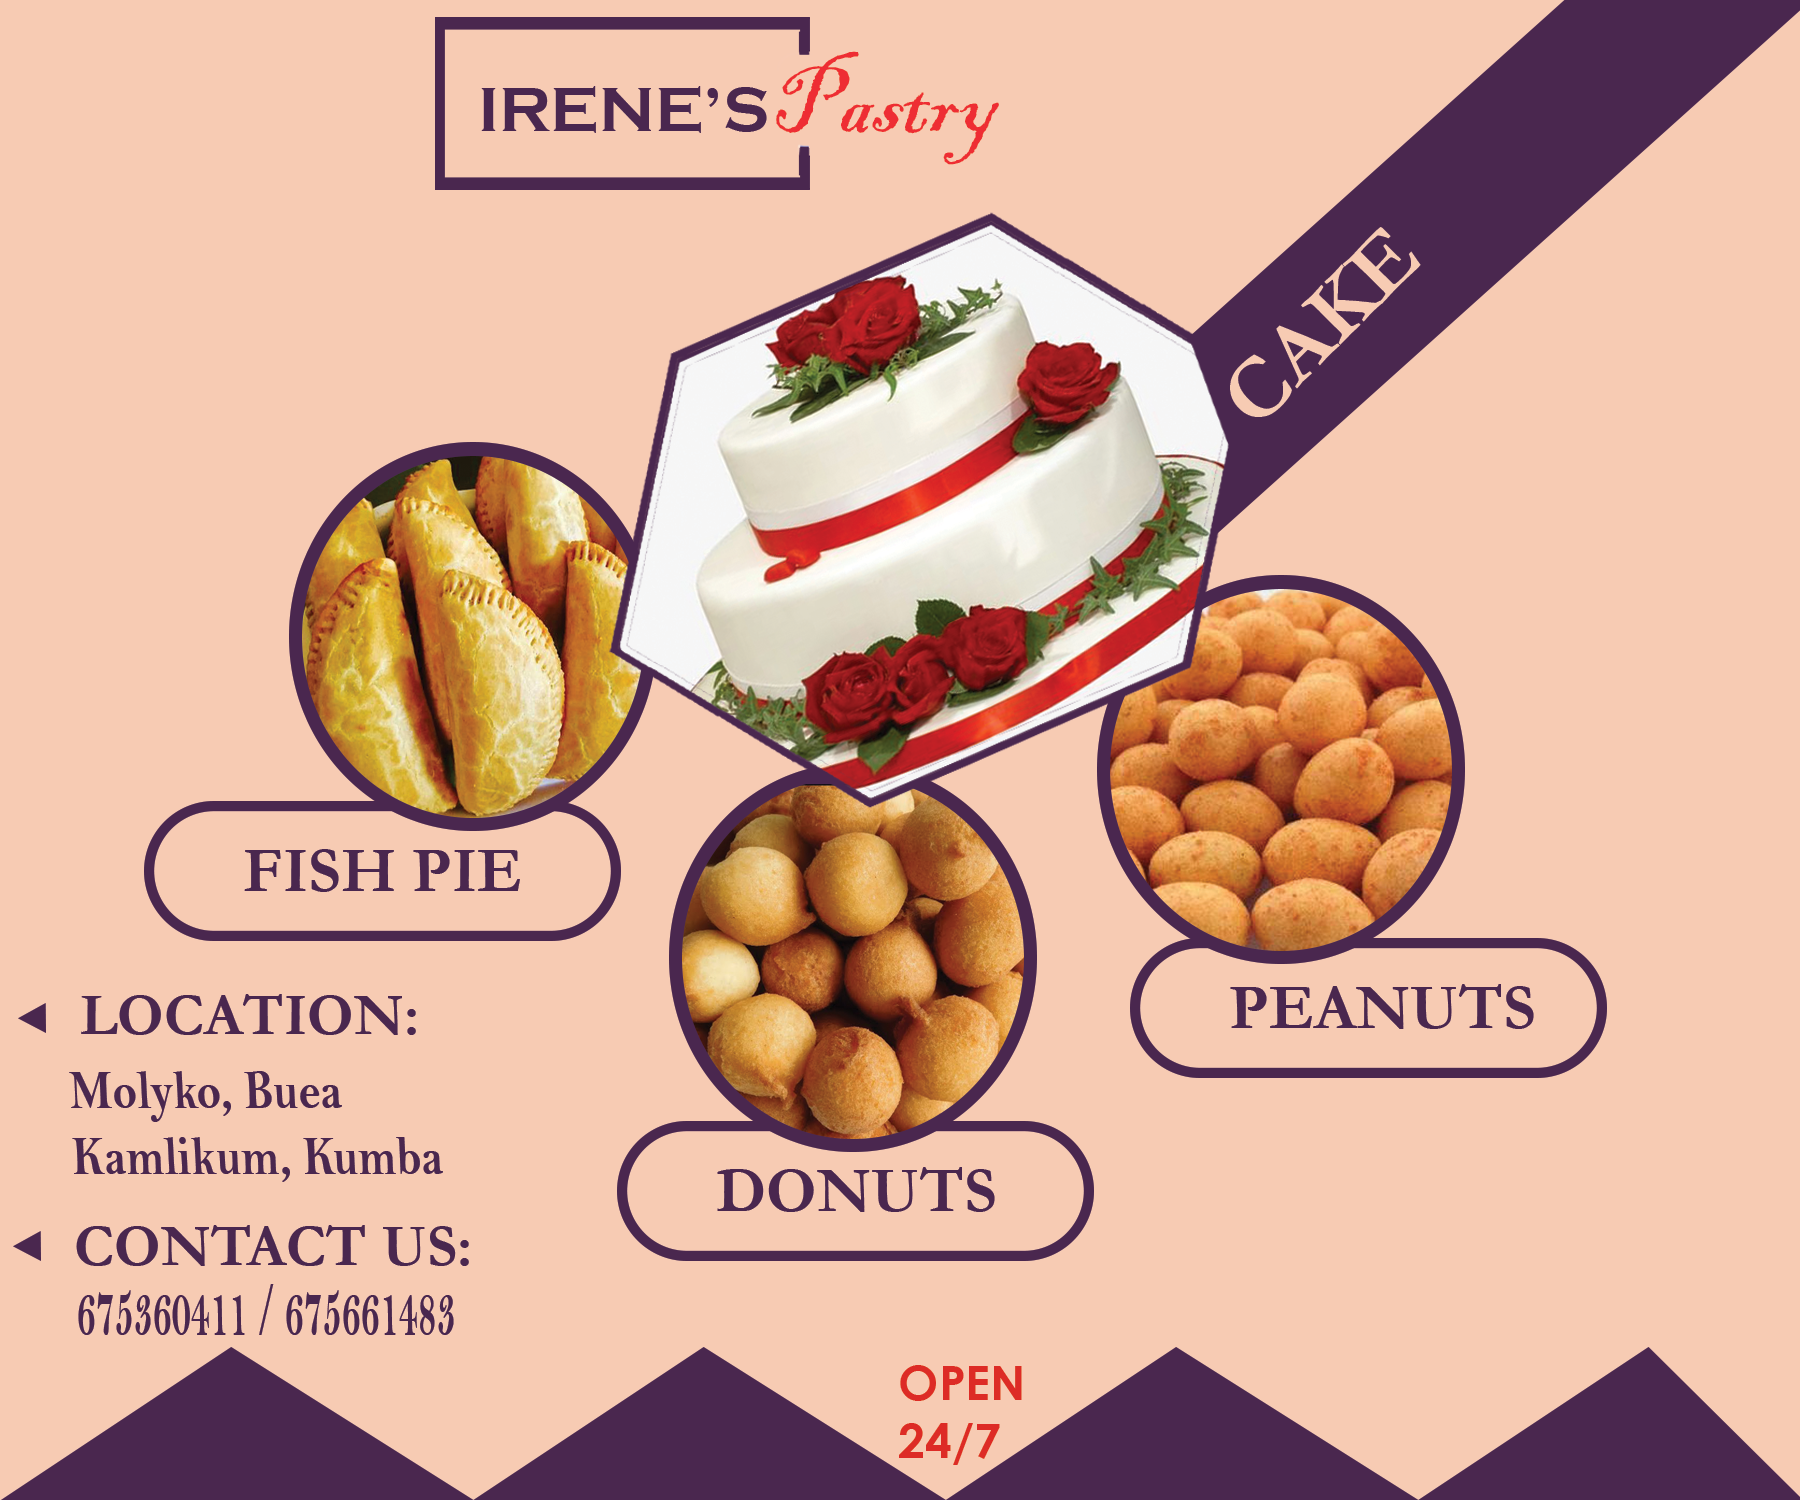 IRENE'S Pastry
CAKE
FISH PIE
PEANUTS
DONUTS
LOCATION:
Molyko, Buea
Kamlikum, Kumba
CONTACT US:
675360411 / 675661483
OPEN
24/7